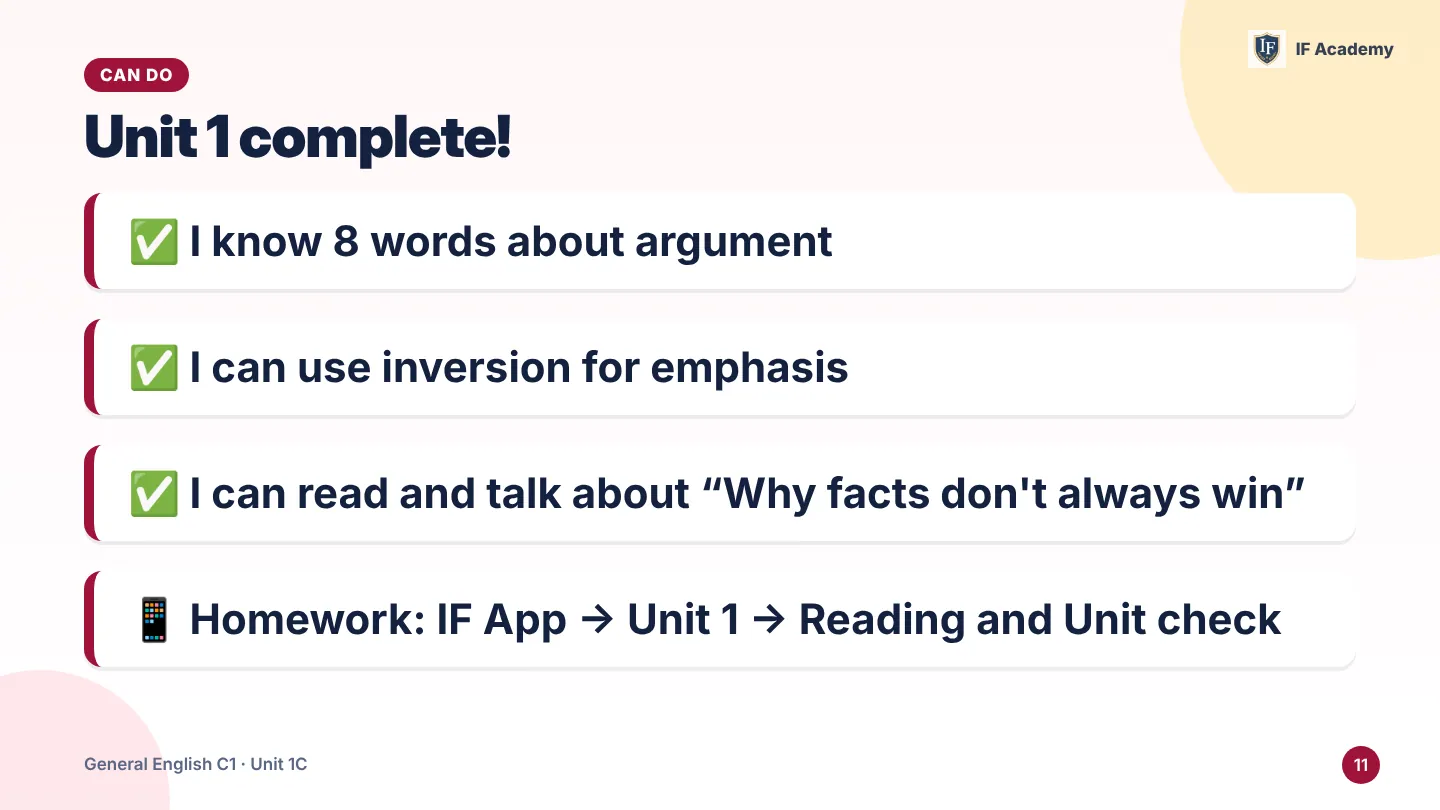 IF Academy
CAN DO
Unit 1 complete!
✅ I know 8 words about argument
✅ I can use inversion for emphasis
✅ I can read and talk about “Why facts don't always win”
📱 Homework: IF App → Unit 1 → Reading and Unit check
General English C1 · Unit 1C
11